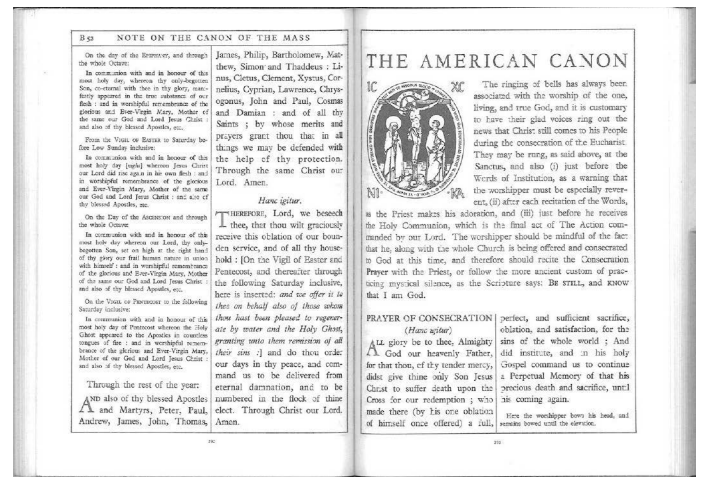 B 52 NOTE ON THE CANON OF THE MASS
On the day of the EPIPHANY, and through
the whole Octave:
In communion with and in honour of this
most holy day, whereon thy only-begotten
Son, co-eternal with thee in thy glory, mani-
festly appeared in the true substance of our
flesh : and in worshipful remembrance of the
glorious and Ever-Virgin Mary, Mother of
the same our God and Lord Jesus Christ :
and also of thy blessed Apostles, etc.
From the VIGIL OF EASTER to Saturday be-
fore Low Sunday inclusive:
In communion with and in honour of this
most holy day [night] whereon Jesus Christ
our Lord did rise again in his own flesh : and
in worshipful remembrance of the glorious
and Ever-Virgin Mary, Mother of the same
our God and Lord Jesus Christ : and also of
thy blessed Apostles, etc.
On the Day of the ASCENSION and through
the whole Octave:
In communion with and in honour of this
most holy day whereon our Lord, thy only-
begotten Son, set on high at the right hand
of thy glory our frail human nature in union
with himself : and in worshipful remembrance
of the glorious and Ever-Virgin Mary, Mother
of the same our God and Lord Jesus Christ :
and also of thy blessed Apostles, etc.
On the VIGIL OF PENTECOST to the following
Saturday inclusive:
In communion with and in honour of this
most holy day of Pentecost whereon the Holy
Ghost appeared to the Apostles in countless
tongues of fire : and in worshipful remem-
brance of the glorious and Ever-Virgin Mary,
Mother of our God and Lord Jesus Christ :
and also of thy blessed Apostles, etc.
Through the rest of the year:
AND also of thy blessed Apostles
and Martyrs, Peter, Paul,
Andrew, James, John, Thomas,
James, Philip, Bartholomew, Mat-
thew, Simon and Thaddeus : Li-
nus, Cletus, Clement, Xystus, Cor-
nelius, Cyprian, Lawrence, Chrys-
ogonus, John and Paul, Cosmas
and Damian : and of all thy
Saints ; by whose merits and
prayers grant thou that in all
things we may be defended with
the help of thy protection.
Through the same Christ our
Lord. Amen.
Hanc igitur.
THEREFORE, Lord, we beseech
thee, that thou wilt graciously
receive this oblation of our boun-
den service, and of all thy house-
hold : [On the Vigil of Easter and
Pentecost, and thereafter through
the following Saturday inclusive,
here is inserted: and we offer it to
thee on behalf also of those whom
thou hast been pleased to regener-
ate by water and the Holy Ghost,
granting unto them remission of all
their sins :] and do thou order
our days in thy peace, and com-
mand us to be delivered from
eternal damnation, and to be
numbered in the flock of thine
elect. Through Christ our Lord.
Amen.
THE AMERICAN CANON
IC XC
NI KA
The ringing of bells has always been
associated with the worship of the one,
living, and true God, and it is customary
to have their glad voices ring out the
news that Christ still comes to his People
during the consecration of the Eucharist.
They may be rung, as said above, at the
Sanctus, and also (i) just before the
Words of Institution, as a warning that
the worshipper must be especially rever-
ent, (ii) after each recitation of the Words,
as the Priest makes his adoration, and (iii) just before he receives
the Holy Communion, which is the final act of The Action com-
manded by our Lord. The worshipper should be mindful of the fact
that he, along with the whole Church is being offered and consecrated
to God at this time, and therefore should recite the Consecration
Prayer with the Priest, or follow the more ancient custom of prac-
ticing mystical silence, as the Scripture says: BE STILL, and KNOW
that I am God.
PRAYER OF CONSECRATION
(Hanc igitur)
ALL glory be to thee, Almighty
God our heavenly Father,
for that thou, of thy tender mercy,
didst give thine only Son Jesus
Christ to suffer death upon the
Cross for our redemption ; who
made there (by his one oblation
of himself once offered) a full,
perfect, and sufficient sacrifice,
oblation, and satisfaction, for the
sins of the whole world ; And
did institute, and in his holy
Gospel command us to continue
a Perpetual Memory of that his
precious death and sacrifice, until
his coming again.
Here the worshipper bows his head, and
remains bowed until the elevation.